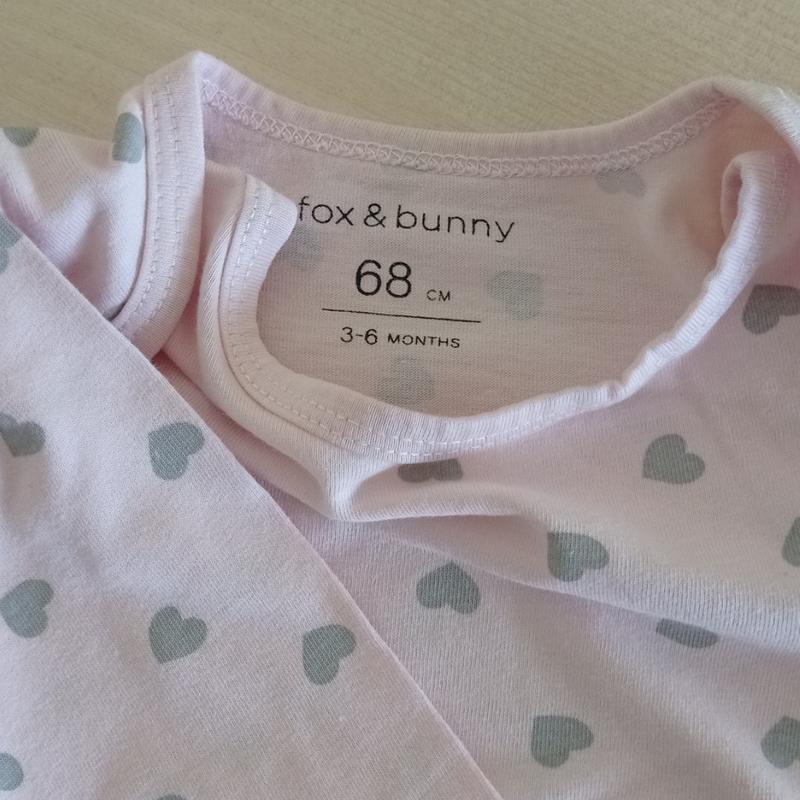 fox & bunny
68 CM
3-6 MONTHS